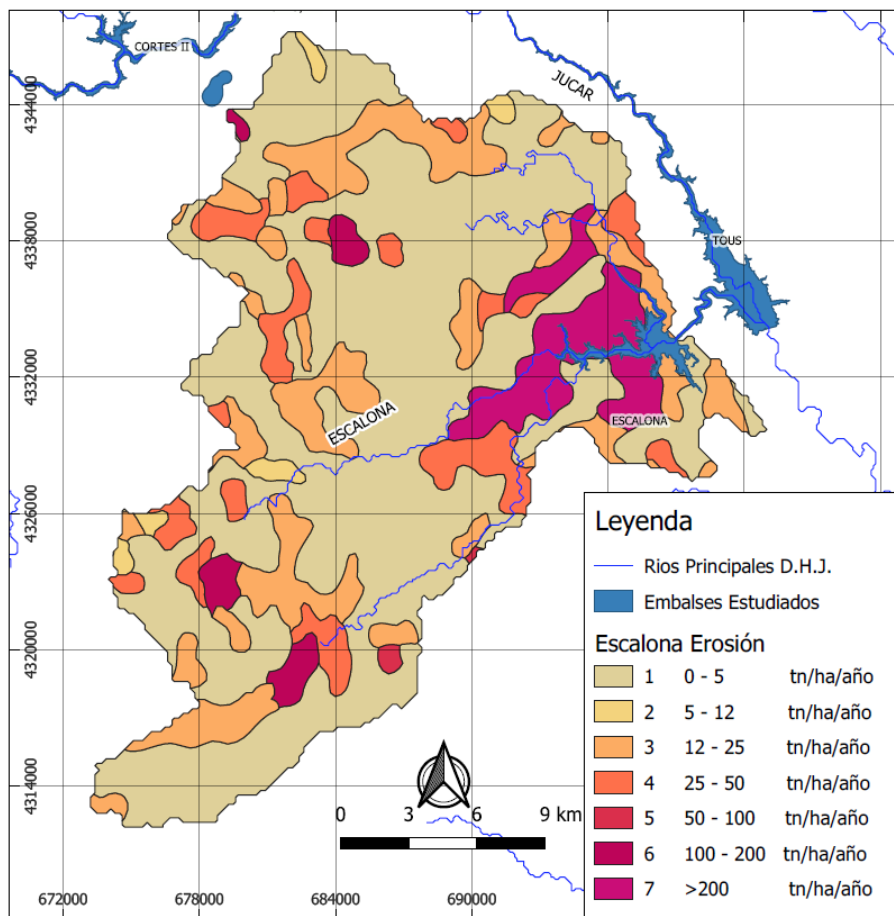 CORTES II
JUCAR
TOUS
ESCALONA
ESCALONA
4344000
4338000
4332000
4326000
4320000
4314000
672000
678000
684000
690000
0 3 6 9 km
Leyenda
Rios Principales D.H.J.
Embalses Estudiados
Escalona Erosión
1 0 - 5 tn/ha/año
2 5 - 12 tn/ha/año
3 12 - 25 tn/ha/año
4 25 - 50 tn/ha/año
5 50 - 100 tn/ha/año
6 100 - 200 tn/ha/año
7 >200 tn/ha/año